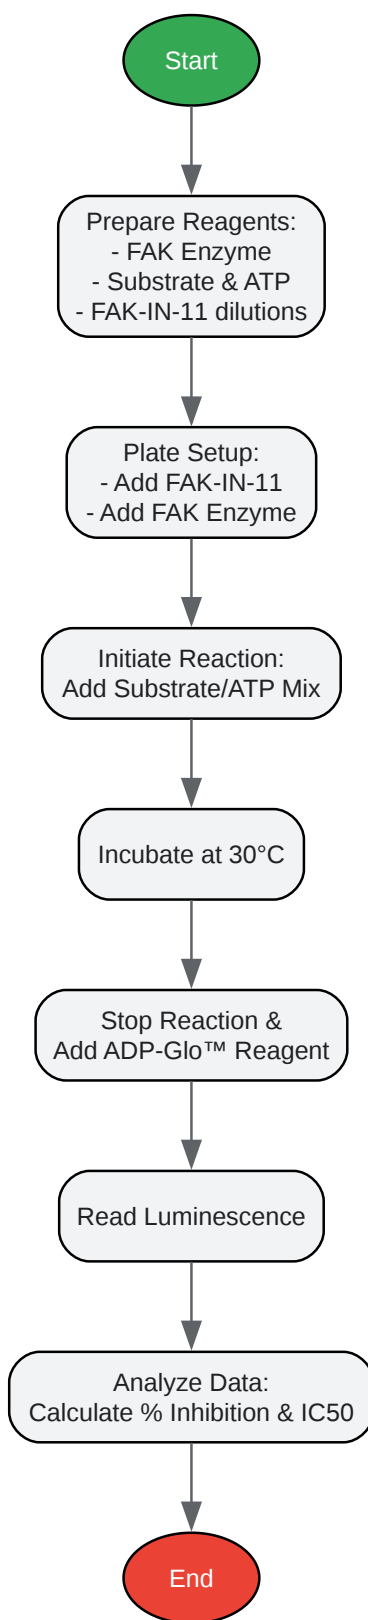 Start
Prepare Reagents:
- FAK Enzyme
- Substrate & ATP
- FAK-IN-11 dilutions
Plate Setup:
- Add FAK-IN-11
- Add FAK Enzyme
Initiate Reaction:
Add Substrate/ATP Mix
Incubate at 30°C
Stop Reaction &
Add ADP-Glo™ Reagent
Read Luminescence
Analyze Data:
Calculate % Inhibition & IC50
End